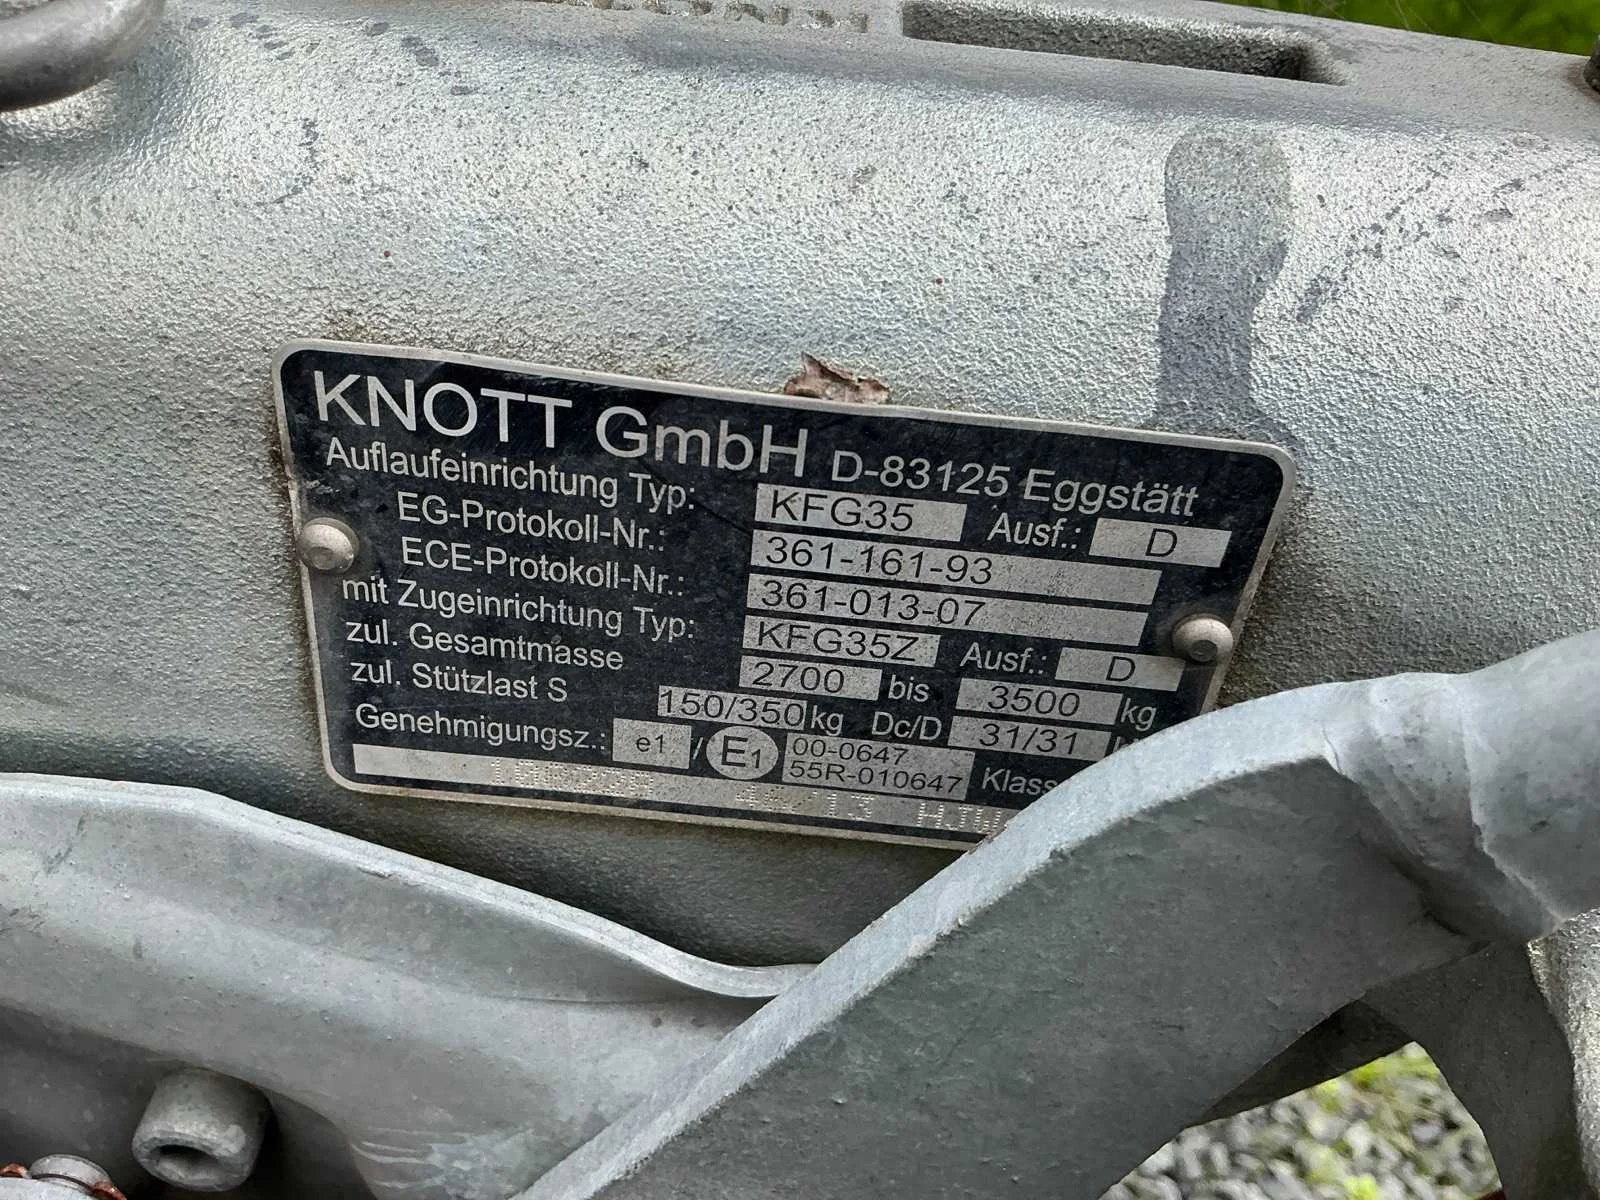 KNOTT GmbH D-83125 Eggstätt
Auflaufeinrichtung Typ: KFG35 Ausf.: D
EG-Protokoll-Nr.: 361-161-93
ECE-Protokoll-Nr.: 361-013-07
mit Zugeinrichtung Typ: KFG35Z Ausf.: D
zul. Gesamtmasse 2700 bis 3500 kg
zul. Stützlast S 150/350 kg Dc/D 31/31
Genehmigungsz.: e1 / E1 00-0647
55R-010647